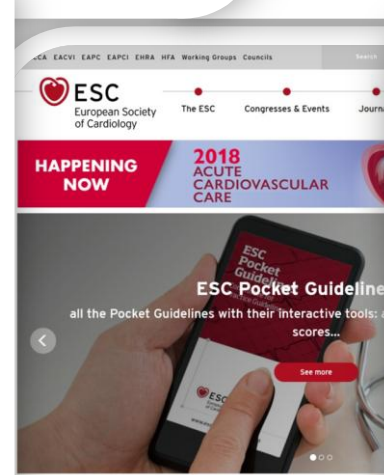 EACVI EAPC EAPCI EHRA HFA Working Groups Councils
Search
ESC
European Society
of Cardiology
The ESC
Congresses & Events
HAPPENING
NOW
2018
ACUTE
CARDIOVASCULAR
CARE
ESC
Pocket
ESC Pocket Guideline
all the Pocket Guidelines with their interactive tools:
scores...
See more
ESC